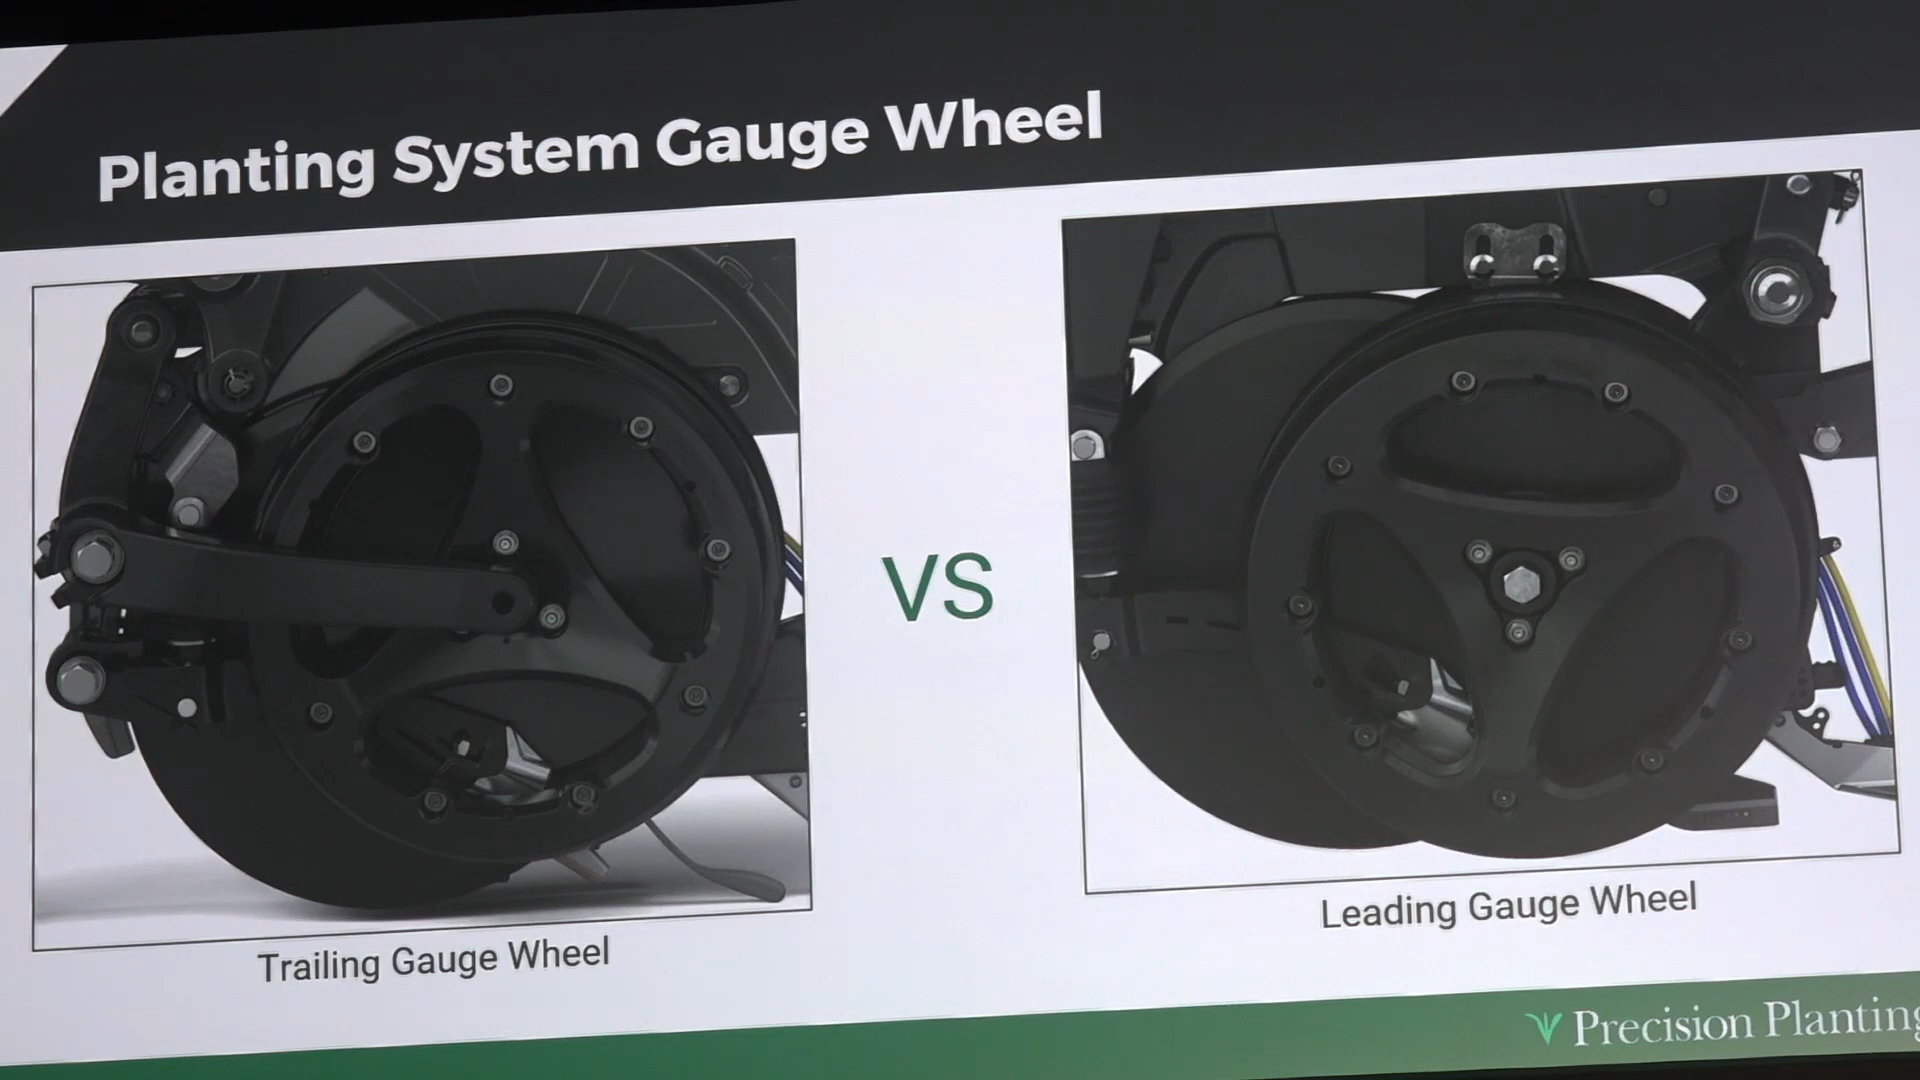 Planting System Gauge Wheel
VS
Trailing Gauge Wheel
Leading Gauge Wheel
Precision Planting